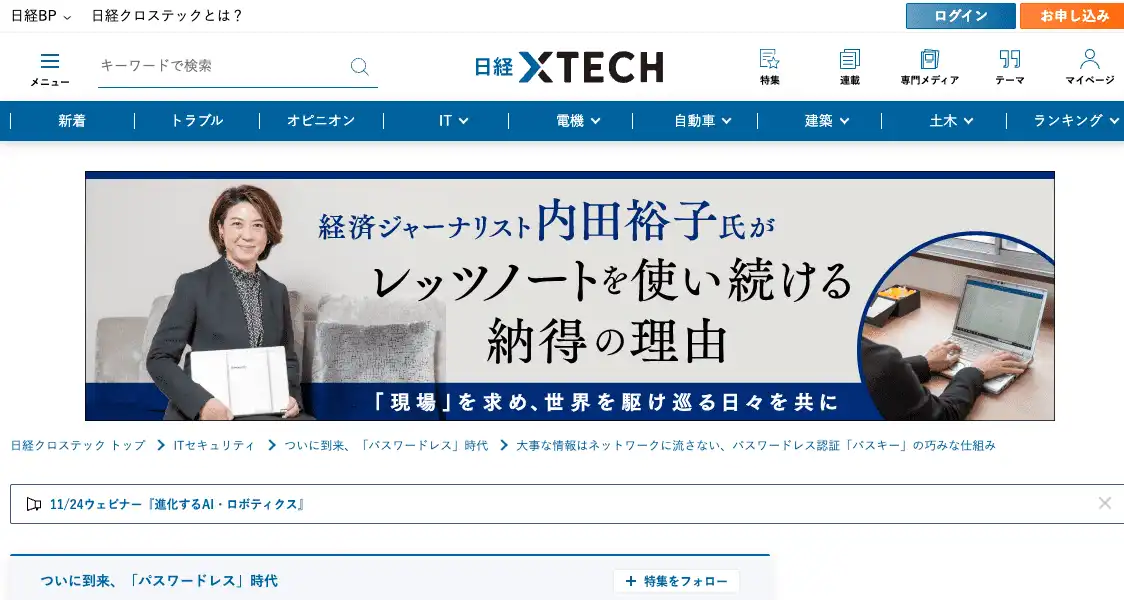 日経BP 日経クロステックとは?
ログイン お申し込み
メニュー キーワードで検索 日経 XTECH 特集 連載 専門メディア テーマ マイページ
新着 トラブル オピニオン IT 電機 自動車 建築 土木 ランキング
経済ジャーナリスト内田裕子氏が
レッツノートを使い続ける
納得の理由
「現場」を求め、世界を駆け巡る日々を共に
日経クロステック トップ ITセキュリティ ついに到来、「パスワードレス」時代 大事な情報はネットワークに流さない、パスワードレス認証「パスキー」の巧みな仕組み
11/24ウェビナー『進化するAI・ロボティクス』
ついに到来、「パスワードレス」時代 + 特集をフォロー